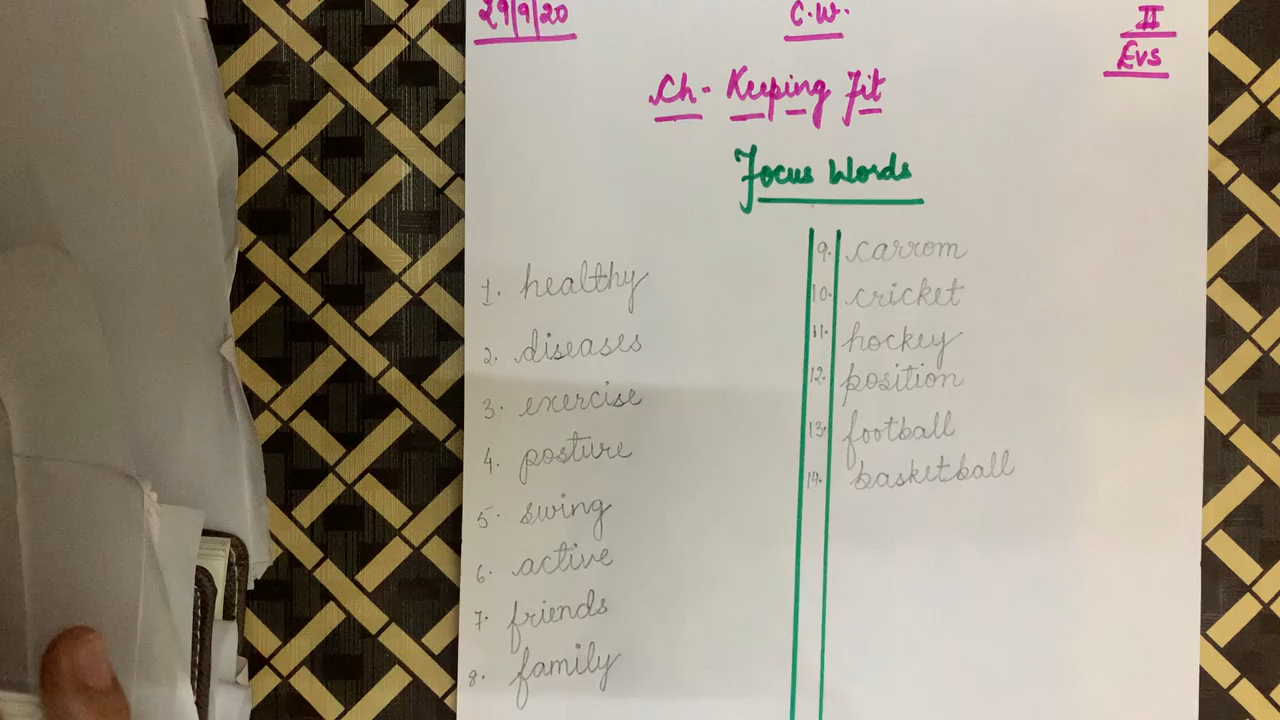 29/9/20
C.W.
II
Evs
Ch- Keeping Fit
Focus Words
1. healthy
2. diseases
3. exercise
4. posture
5. swing
6. active
7. friends
8. family
9. carrom
10. cricket
11. hockey
12. position
13. football
14. basketball